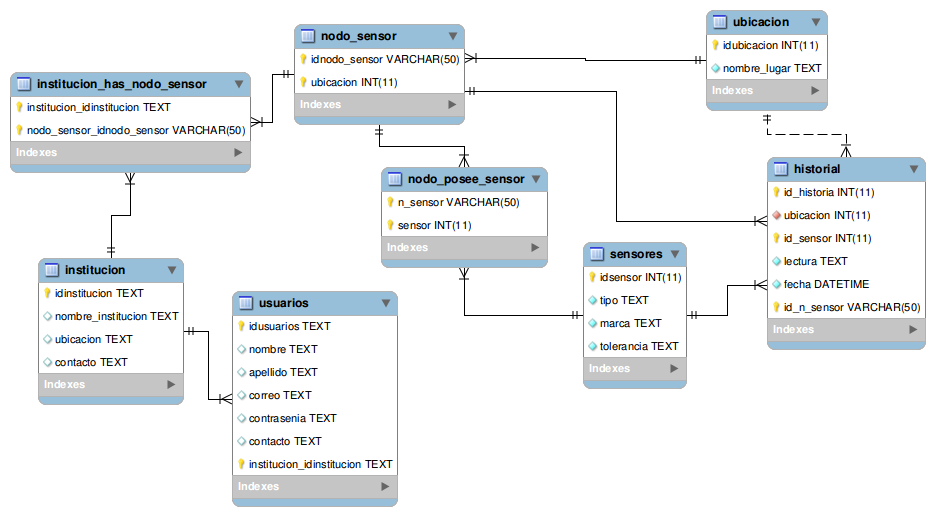 nodo_sensor
idnodo_sensor VARCHAR(50)
ubicacion INT(11)
Indexes
ubicacion
idubicacion INT(11)
nombre_lugar TEXT
Indexes
institucion_has_nodo_sensor
institucion_idinstitucion TEXT
nodo_sensor_idnodo_sensor VARCHAR(50)
Indexes
nodo_posee_sensor
n_sensor VARCHAR(50)
sensor INT(11)
Indexes
historial
id_historia INT(11)
ubicacion INT(11)
id_sensor INT(11)
lectura TEXT
fecha DATETIME
id_n_sensor VARCHAR(50)
Indexes
sensores
idsensor INT(11)
tipo TEXT
marca TEXT
tolerancia TEXT
Indexes
institucion
idinstitucion TEXT
nombre_institucion TEXT
ubicacion TEXT
contacto TEXT
Indexes
usuarios
idusuarios TEXT
nombre TEXT
apellido TEXT
correo TEXT
contrasenia TEXT
contacto TEXT
institucion_idinstitucion TEXT
Indexes